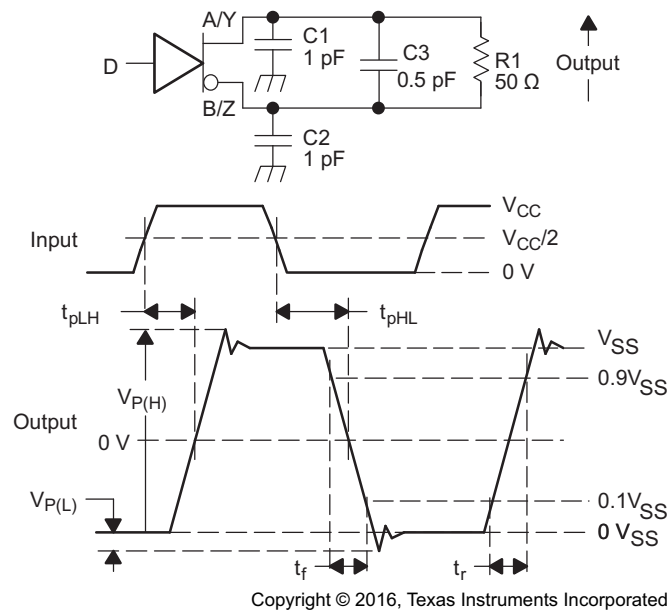 A/Y
C1
1 pF
C3
0.5 pF
R1
50 Ω
Output
D
B/Z
C2
1 pF
VCC
Input
VCC/2
0 V
tpLH
tpHL
VSS
0.9VSS
VP(H)
Output
0 V
VP(L)
0.1VSS
0 VSS
tf
tr
Copyright © 2016, Texas Instruments Incorporated